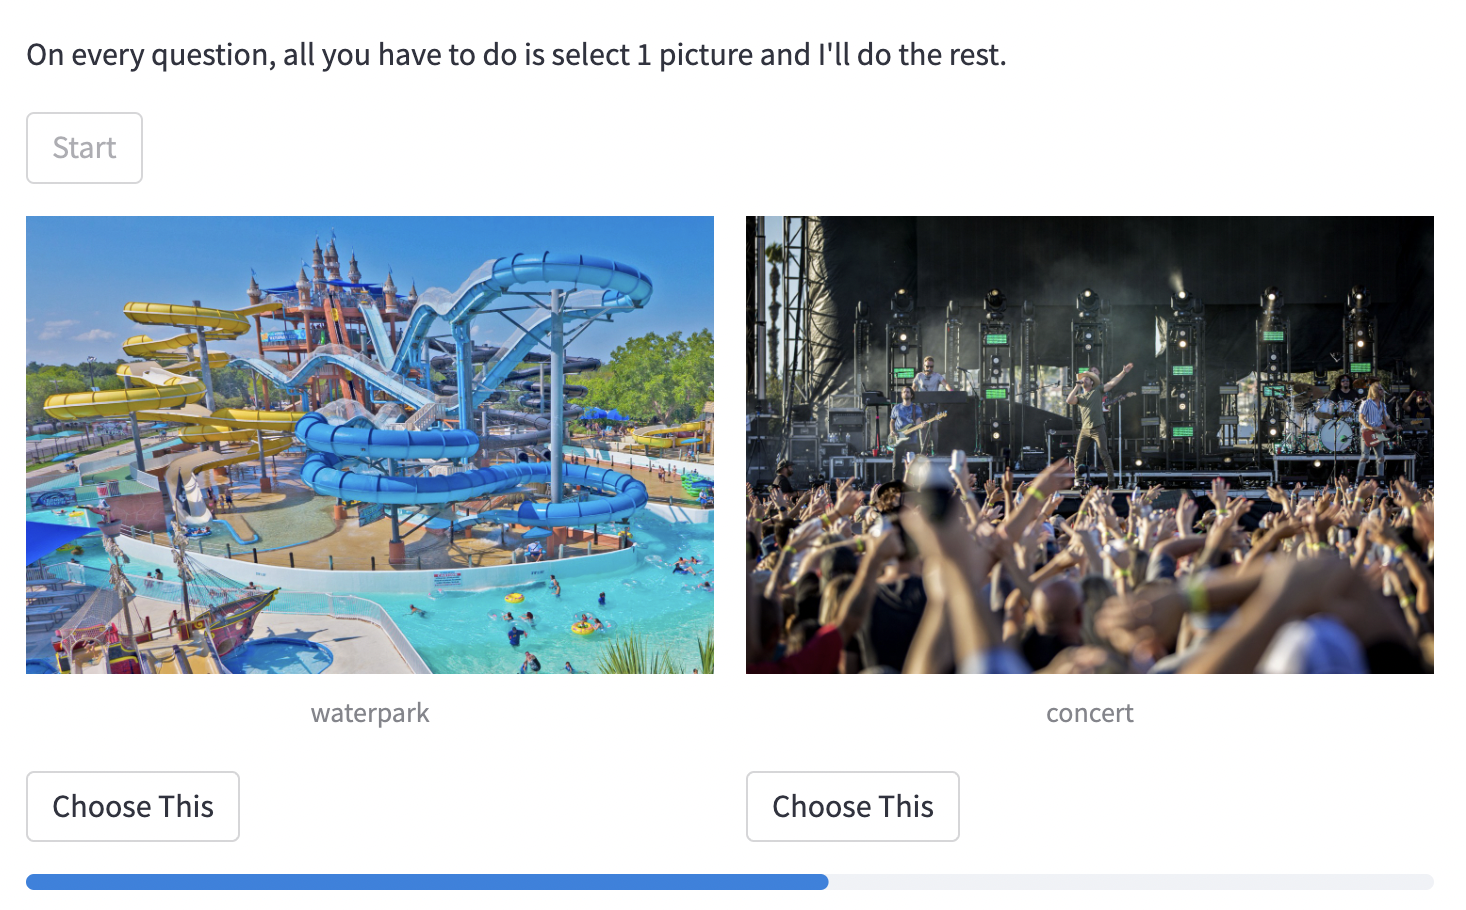 On every question, all you have to do is select 1 picture and I'll do the rest.
Start
waterpark
concert
Choose This
Choose This